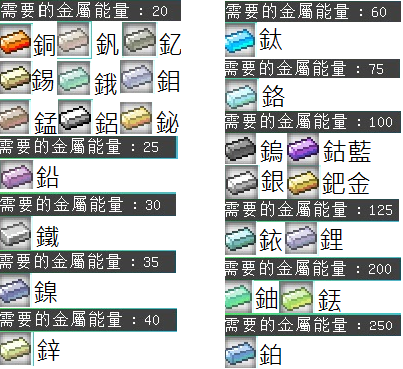 需要的金屬能量：20
銅 釩 釔
錫 鋨 鉬
錳 鋁 鉍
需要的金屬能量：25
鉛
需要的金屬能量：30
鐵
需要的金屬能量：35
鎳
需要的金屬能量：40
鋅
需要的金屬能量：60
鈦
需要的金屬能量：75
鉻
需要的金屬能量：100
鎢 鈷藍
銀 鈀金
需要的金屬能量：125
銥 鋰
需要的金屬能量：200
鈾 鋐
需要的金屬能量：250
鉑